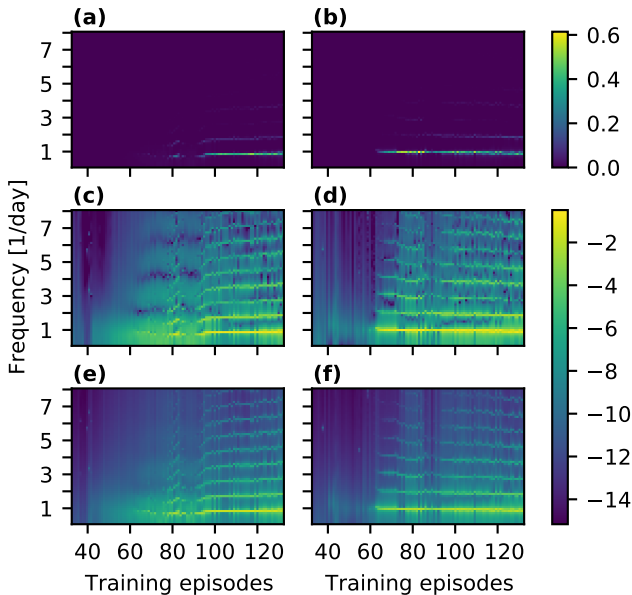 (a)
(b)
7
5
3
1
0.6
0.4
0.2
0.0
(c)
(d)
7
5
3
1
−2
−4
−6
−8
−10
−12
−14
Frequency [1/day]
(e)
(f)
7
5
3
1
40 60 80 100 120
40 60 80 100 120
Training episodes
Training episodes